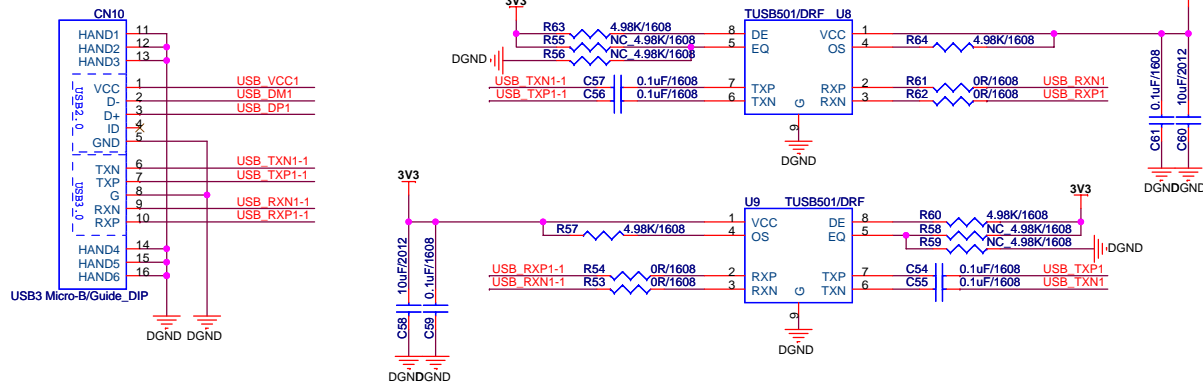 CN10
HAND1 11
HAND2 12
HAND3 13
USB2.0
VCC 1 USB_VCC1
D- 2 USB_DM1
D+ 3 USB_DP1
ID 4
GND 5
USB3.0
TXN 6 USB_TXN1-1
TXP 7 USB_TXP1-1
G 8
RXN 9 USB_RXN1-1
RXP 10 USB_RXP1-1
HAND4 14
HAND5 15
HAND6 16
USB3 Micro-B/Guide_DIP
DGND DGND
3V3
TUSB501/DRF U8
R63 4.98K/1608 8 DE VCC 1
R55 NC_4.98K/1608 5 EQ OS 4 R64 4.98K/1608
DGND R56 NC_4.98K/1608
USB_TXN1-1 C57 0.1uF/1608 7 TXP RXP 2 R61 0R/1608 USB_RXN1
USB_TXP1-1 C56 0.1uF/1608 6 TXN RXN 3 R62 0R/1608 USB_RXP1
G
9
DGND
C61 0.1uF/1608
C60 10uF/2012
DGND DGND
3V3
U9 TUSB501/DRF
3V3
1 VCC DE 8 R60 4.98K/1608
R57 4.98K/1608 4 OS EQ 5 R58 NC_4.98K/1608
R59 NC_4.98K/1608 DGND
USB_RXP1-1 R54 0R/1608 2 RXP TXP 7 C54 0.1uF/1608 USB_TXP1
USB_RXN1-1 R53 0R/1608 3 RXN TXN 6 C55 0.1uF/1608 USB_TXN1
G
9
DGND
C58 10uF/2012
C59 0.1uF/1608
DGND DGND